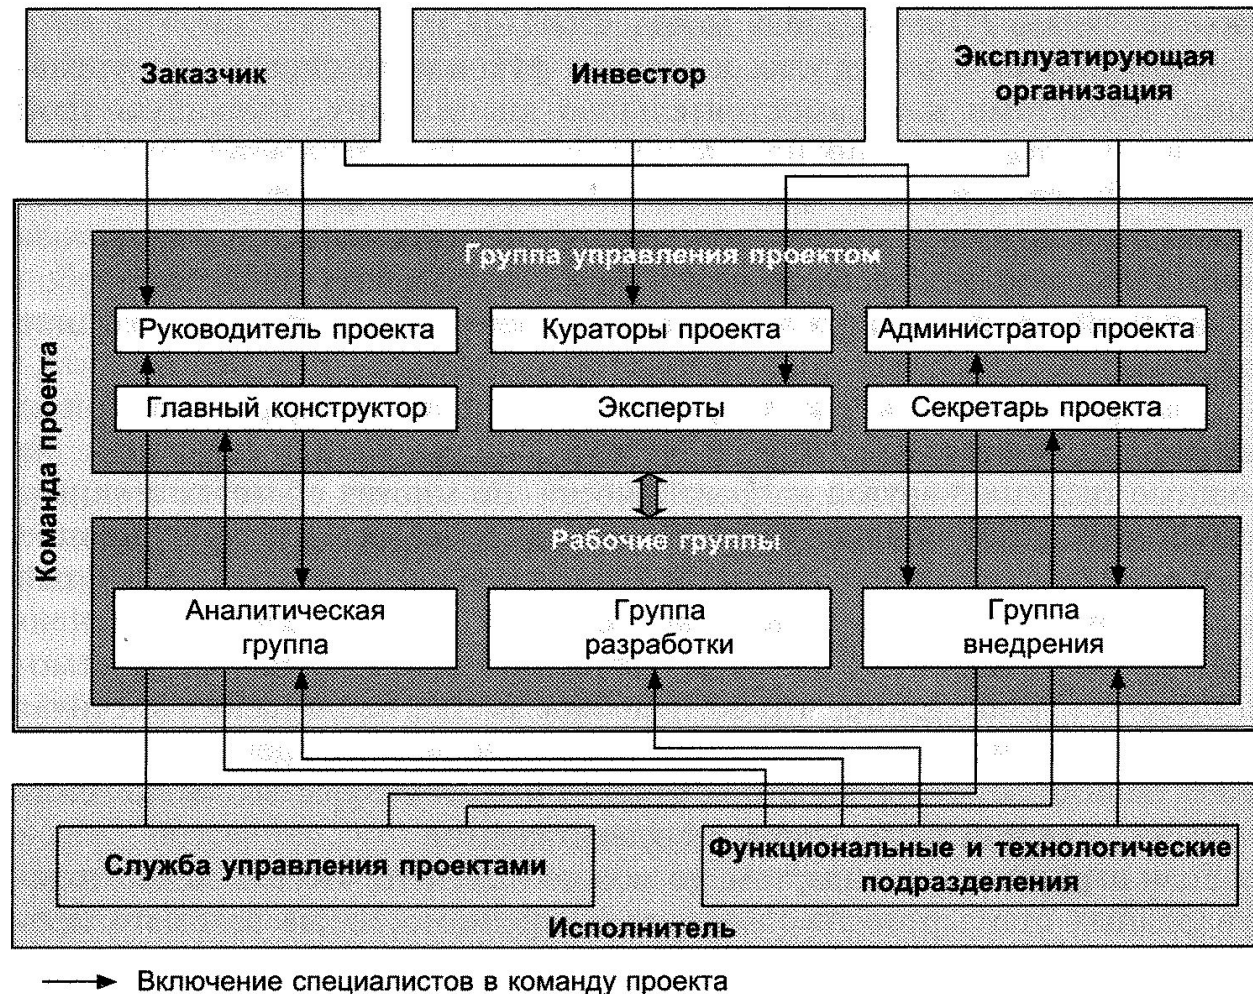 Заказчик
Инвестор
Эксплуатирующая
организация
Группа управления проектом
Руководитель проекта
Кураторы проекта
Администратор проекта
Главный конструктор
Эксперты
Секретарь проекта
Команда проекта
Рабочие группы
Аналитическая
группа
Группа
разработки
Группа
внедрения
Служба управления проектами
Функциональные и технологические
подразделения
Исполнитель
Включение специалистов в команду проекта